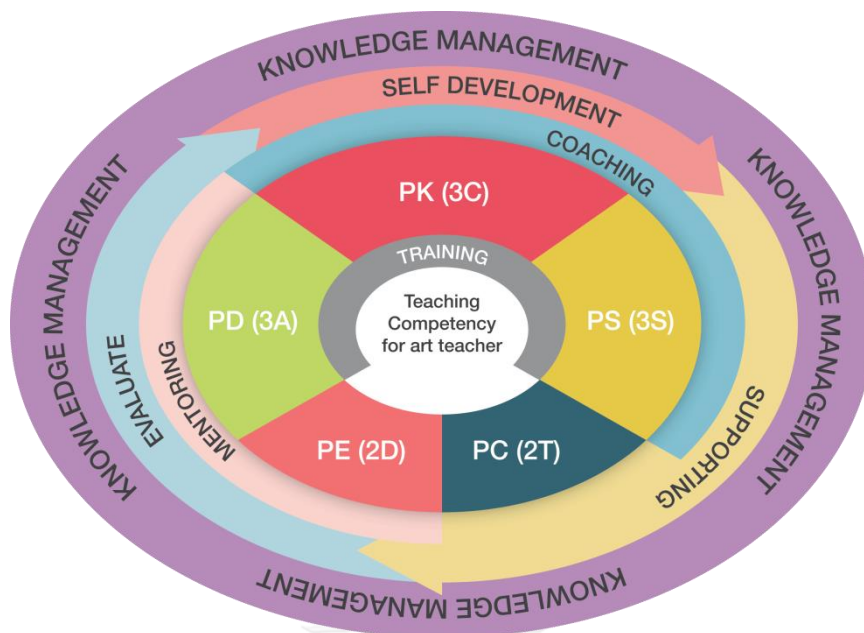 KNOWLEDGE MANAGEMENT
SELF DEVELOPMENT
COACHING
KNOWLEDGE MANAGEMENT
KNOWLEDGE MANAGEMENT
PK (3C)
TRAINING
Teaching
Competency
for art teacher
PD (3A)
PS (3S)
EVALUATE
MENTORING
SUPPORTING
PE (2D)
PC (2T)
KNOWLEDGE MANAGEMENT